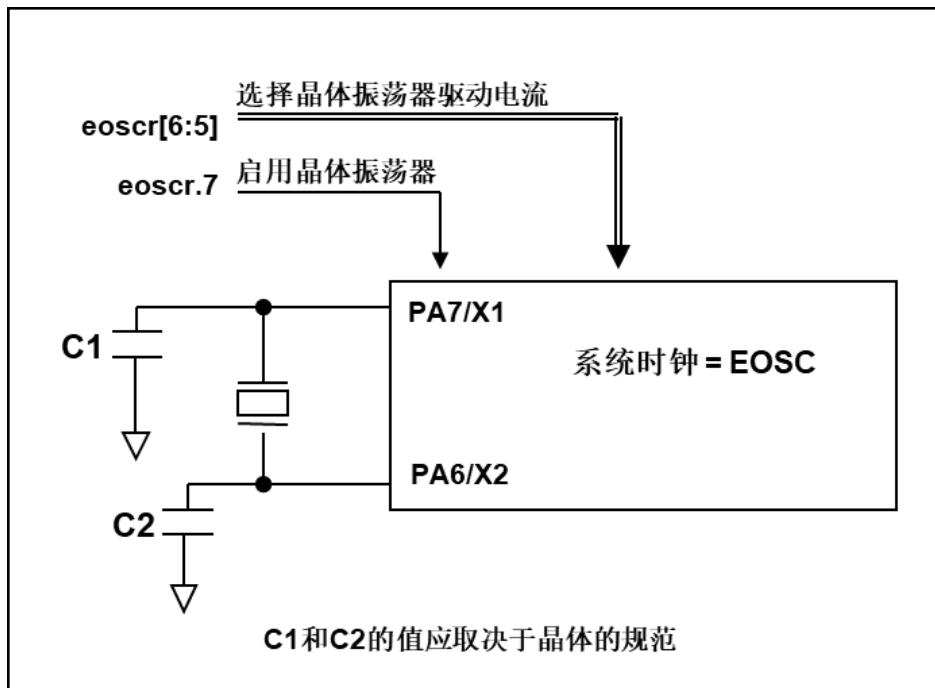 选择晶体振荡器驱动电流
eoscr[6:5]
启用晶体振荡器
eoscr.7
PA7/X1
C1
系统时钟 = EOSC
PA6/X2
C2
C1和C2的值应取决于晶体的规范